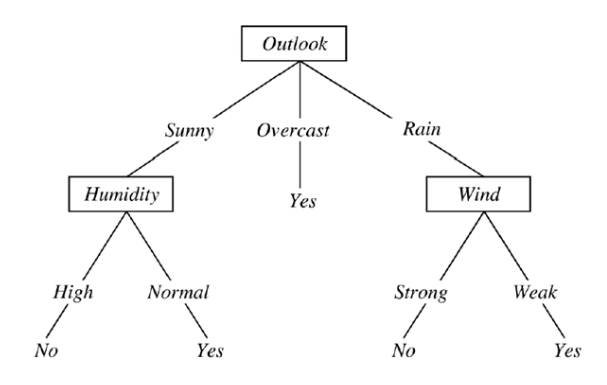 Outlook
Sunny Overcast Rain
Humidity Yes Wind
High Normal Strong Weak
No Yes No Yes